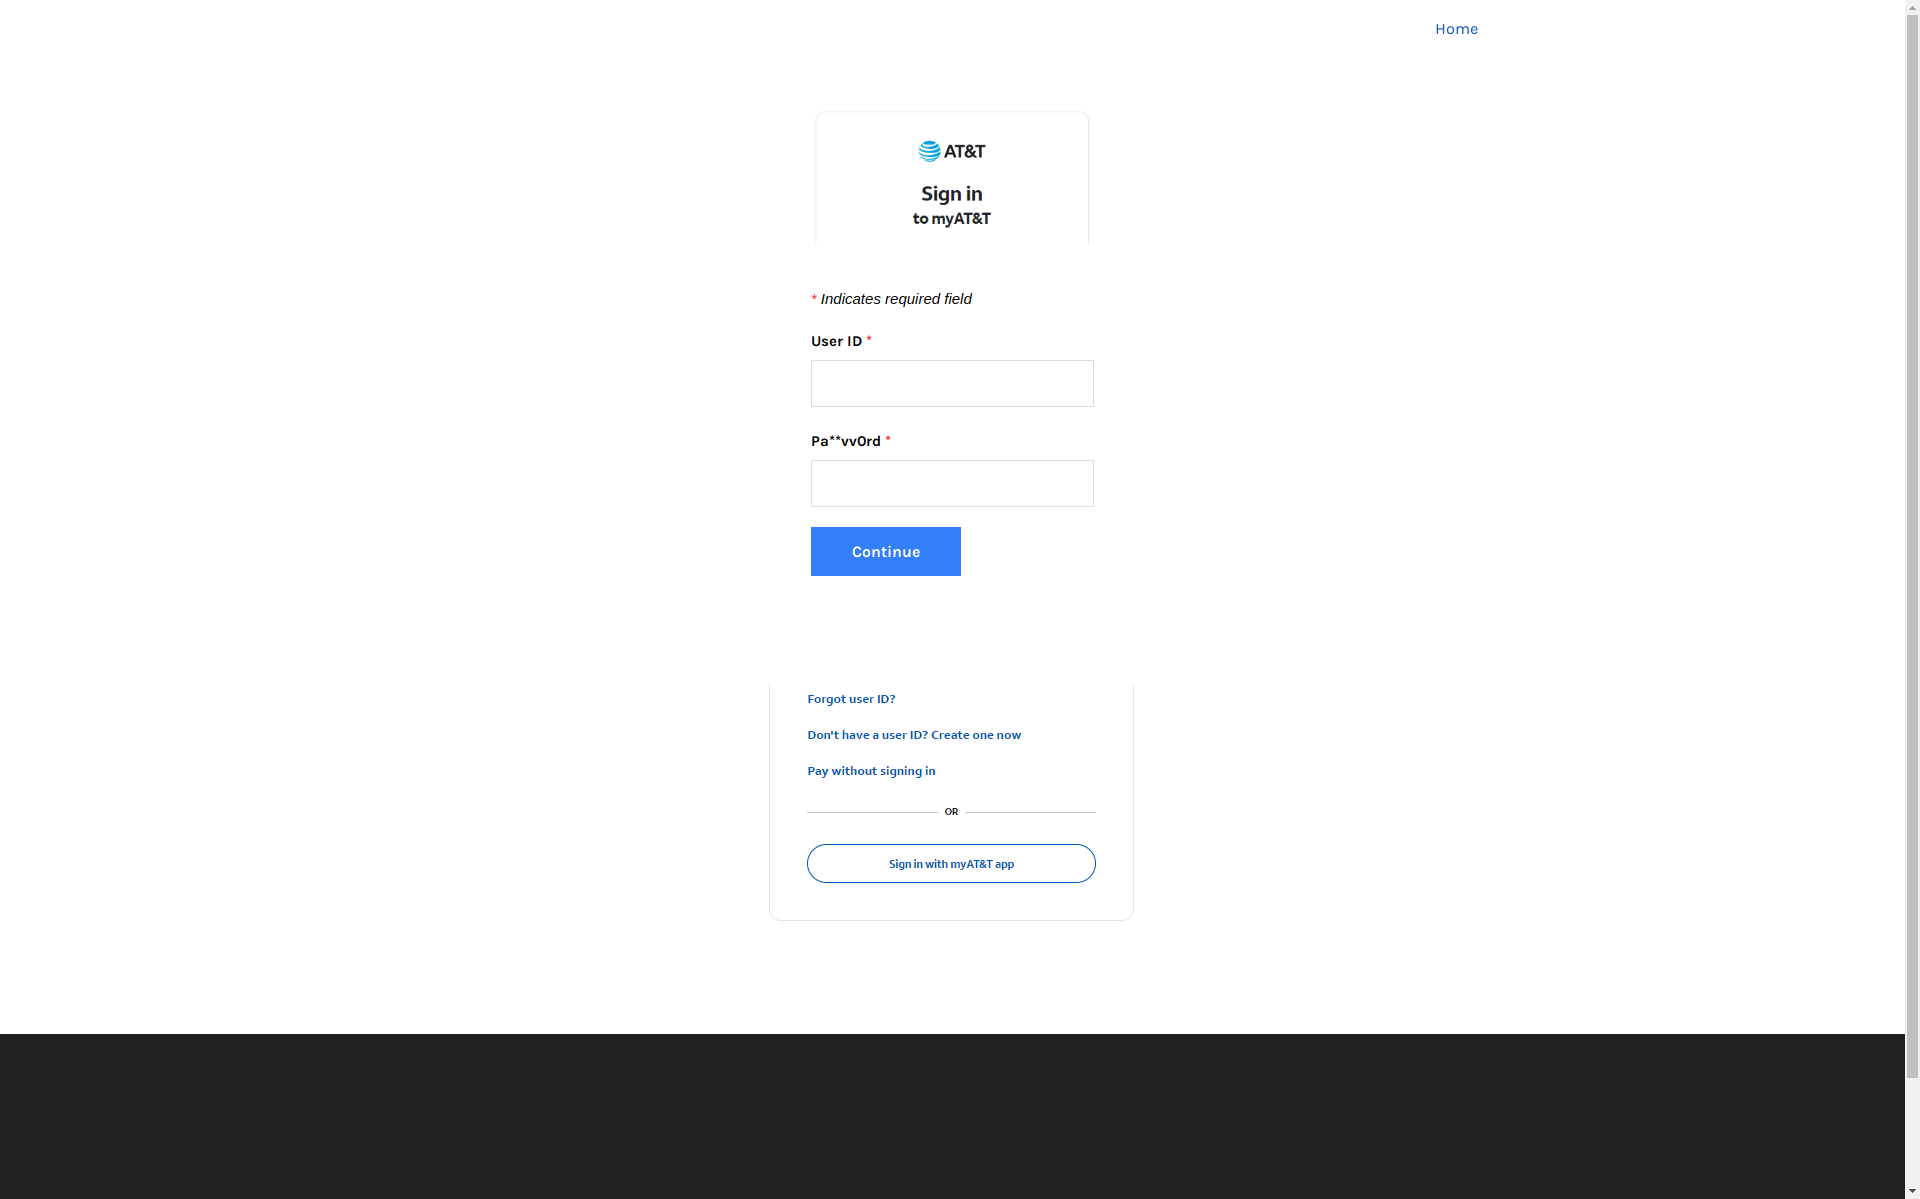 Home
AT&T
Sign in
to myAT&T
* Indicates required field
User ID *
Pa**vv0rd *
Continue
Forgot user ID?
Don't have a user ID? Create one now
Pay without signing in
OR
Sign in with myAT&T app